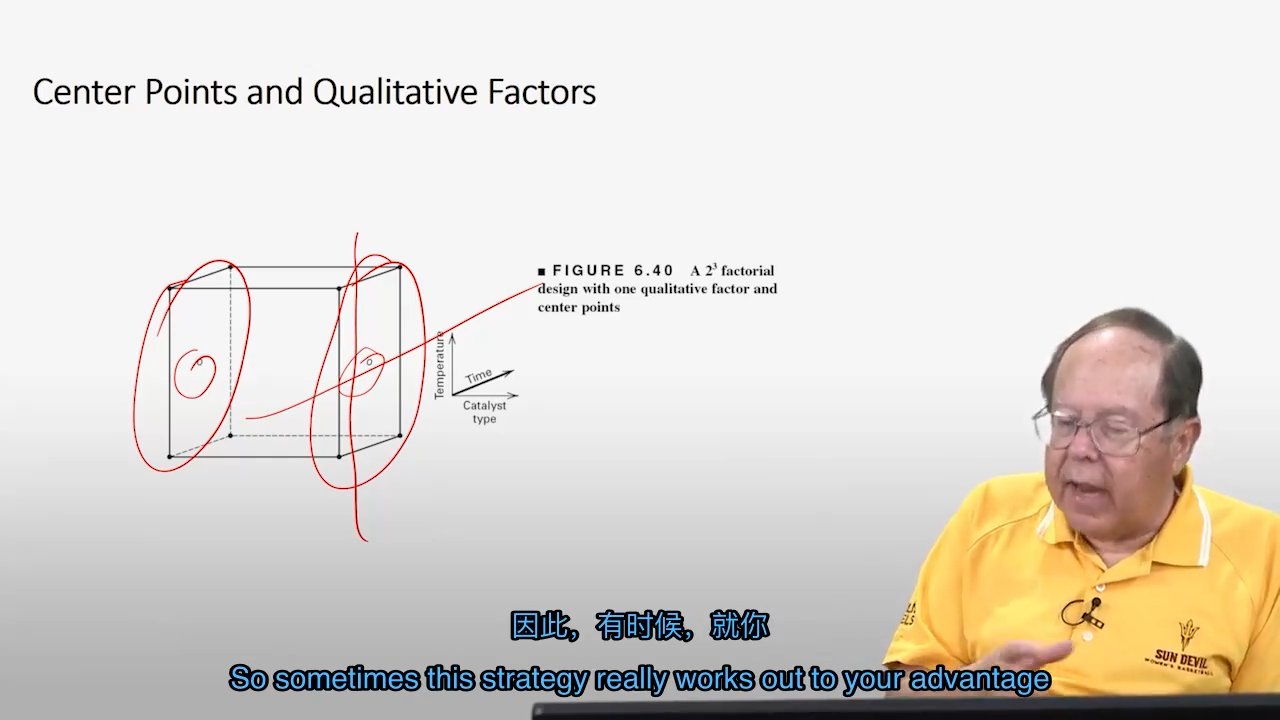 Center Points and Qualitative Factors
■ FIGURE 6.40 A 2³ factorial
design with one qualitative factor and
center points
Temperature
Time
Catalyst
type
SUN DEVIL
WOMEN'S BASKETBALL
因此，有时候，就你
So sometimes this strategy really works out to your advantage